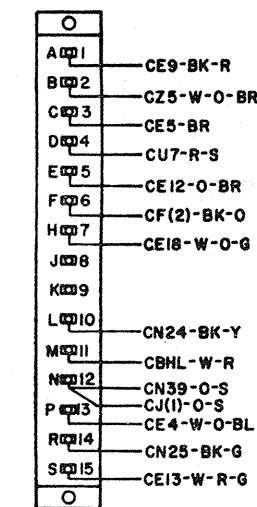 A 1
CE9-BK-R
B 2
CZ5-W-O-BR
C 3
CE5-BR
D 4
CU7-R-S
E 5
CE12-O-BR
F 6
CF(2)-BK-O
H 7
CE18-W-O-G
J 8
K 9
L 10
CN24-BK-Y
M 11
CBHL-W-R
N 12
CN39-O-S
CJ(1)-O-S
P 13
CE4-W-O-BL
R 14
CN25-BK-G
S 15
CE13-W-R-G